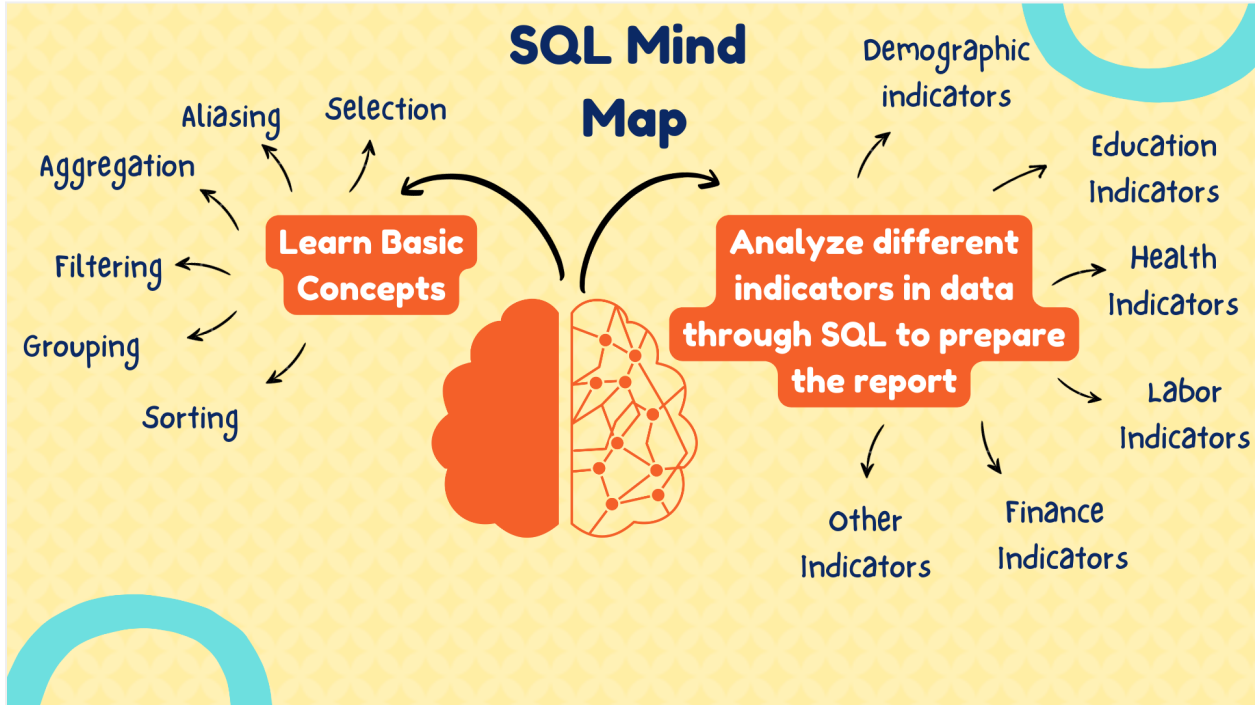 SQL Mind
Map
Selection
Aliasing
Aggregation
Filtering
Grouping
Sorting
Learn Basic
Concepts
Analyze different
indicators in data
through SQL to prepare
the report
Demographic
indicators
Education
Indicators
Health
Indicators
Labor
Indicators
Finance
Indicators
Other
Indicators